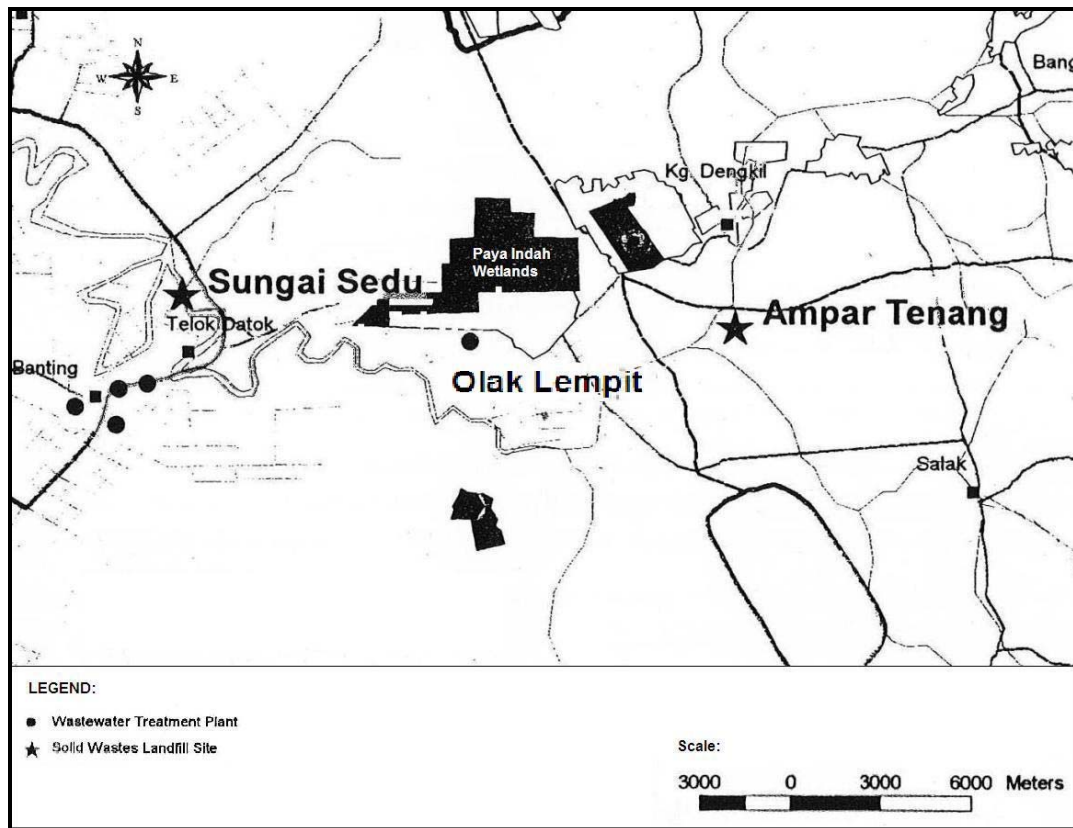 N
W E
S
Bang
Kg. Dengkil
Paya Indah
Wetlands
Sungai Sedu
Telok Datok
Ampar Tenang
Banting
Olak Lempit
Salak
LEGEND:
Wastewater Treatment Plant
Solid Wastes Landfill Site
Scale:
3000 0 3000 6000 Meters